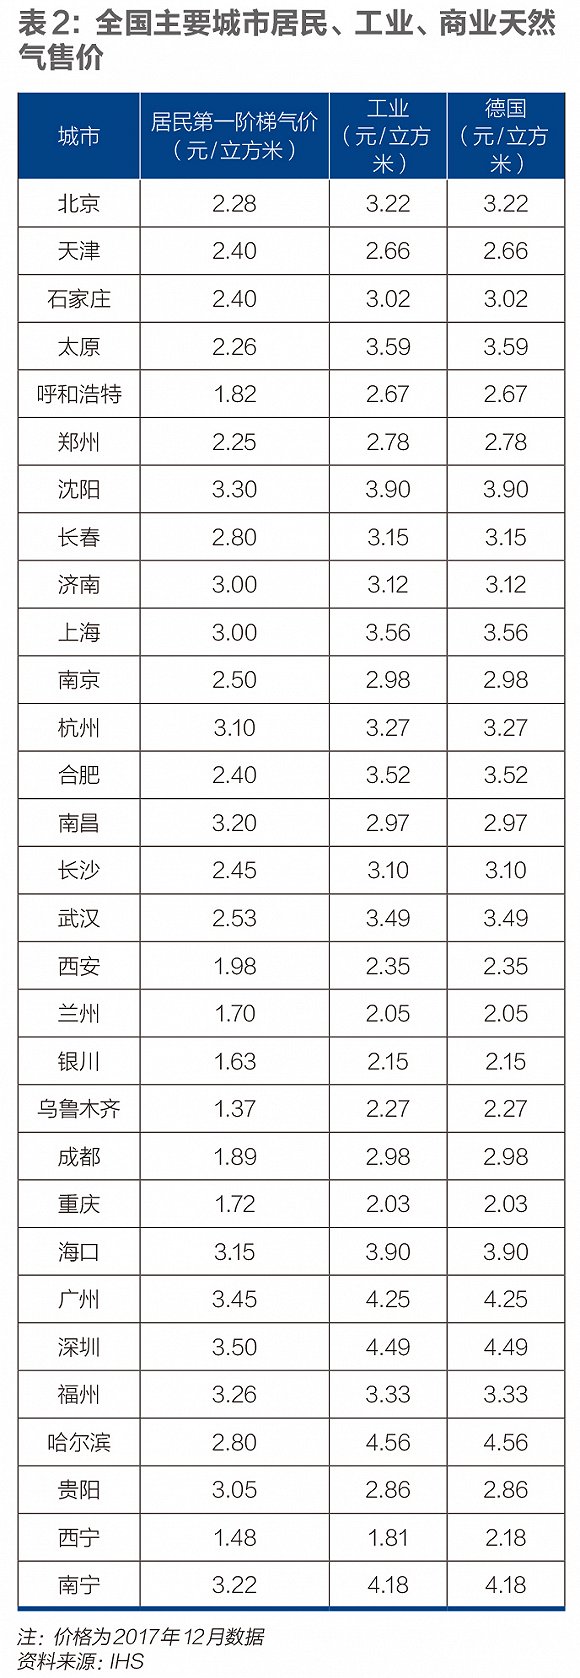 表2：全国主要城市居民、工业、商业天然
气售价
城市 居民第一阶梯气价（元/立方米） 工业（元/立方米） 德国（元/立方米）
北京 2.28 3.22 3.22
天津 2.40 2.66 2.66
石家庄 2.40 3.02 3.02
太原 2.26 3.59 3.59
呼和浩特 1.82 2.67 2.67
郑州 2.25 2.78 2.78
沈阳 3.30 3.90 3.90
长春 2.80 3.15 3.15
济南 3.00 3.12 3.12
上海 3.00 3.56 3.56
南京 2.50 2.98 2.98
杭州 3.10 3.27 3.27
合肥 2.40 3.52 3.52
南昌 3.20 2.97 2.97
长沙 2.45 3.10 3.10
武汉 2.53 3.49 3.49
西安 1.98 2.35 2.35
兰州 1.70 2.05 2.05
银川 1.63 2.15 2.15
乌鲁木齐 1.37 2.27 2.27
成都 1.89 2.98 2.98
重庆 1.72 2.03 2.03
海口 3.15 3.90 3.90
广州 3.45 4.25 4.25
深圳 3.50 4.49 4.49
福州 3.26 3.33 3.33
哈尔滨 2.80 4.56 4.56
贵阳 3.05 2.86 2.86
西宁 1.48 1.81 2.18
南宁 3.22 4.18 4.18
注：价格为2017年12月数据
资料来源：IHS